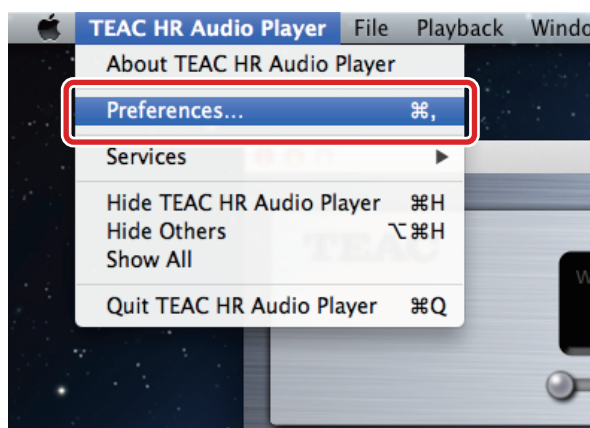 TEAC HR Audio Player File Playback
About TEAC HR Audio Player
Preferences... ⌘,
Services ▶
Hide TEAC HR Audio Player ⌘H
Hide Others ⌥⌘H
Show All
Quit TEAC HR Audio Player ⌘Q
TEAC